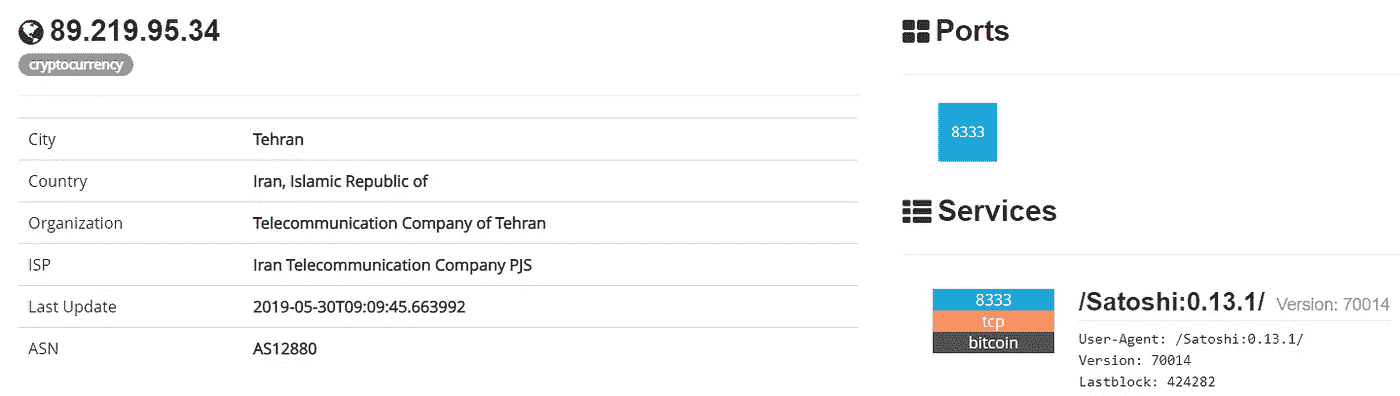 89.219.95.34
cryptocurrency
City Tehran
Country Iran, Islamic Republic of
Organization Telecommunication Company of Tehran
ISP Iran Telecommunication Company PJS
Last Update 2019-05-30T09:09:45.663992
ASN AS12880
Ports
8333
Services
8333
tcp
bitcoin
/Satoshi:0.13.1/ Version: 70014
User-Agent: /Satoshi:0.13.1/
Version: 70014
Lastblock: 424282